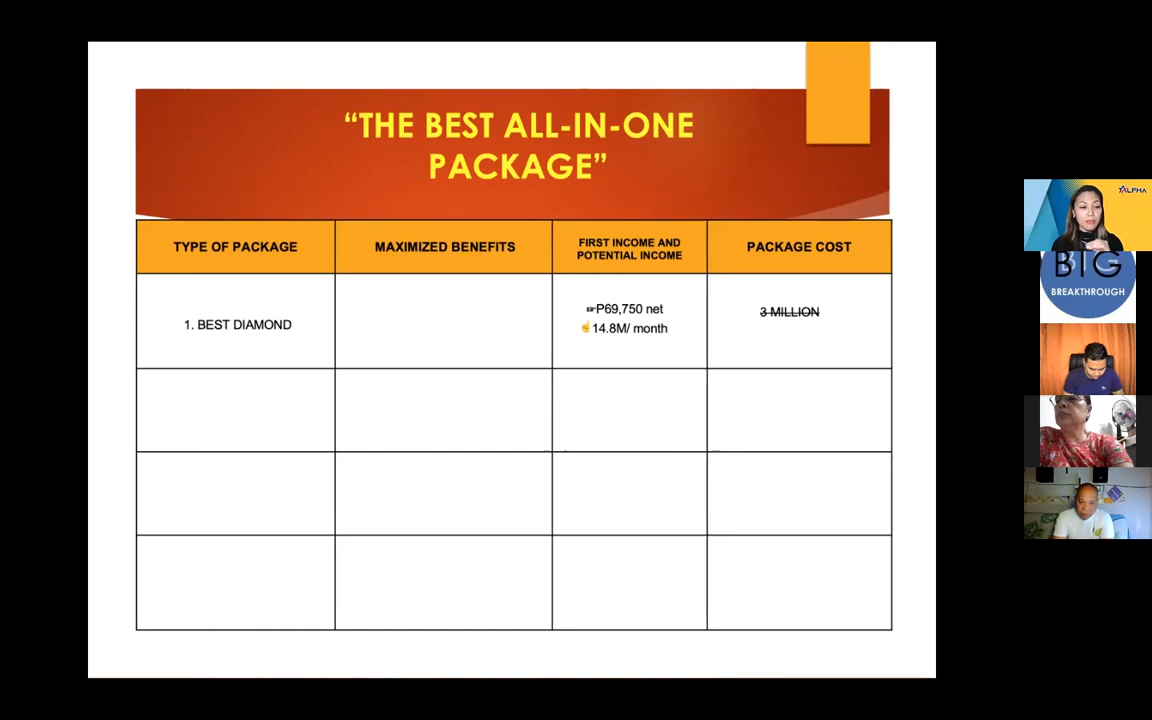 “THE BEST ALL-IN-ONE
PACKAGE”
TYPE OF PACKAGE
MAXIMIZED BENEFITS
FIRST INCOME AND
POTENTIAL INCOME
PACKAGE COST
1. BEST DIAMOND
☞P69,750 net
☝14.8M/ month
3 MILLION
ALPHA
BTG
BREAKTHROUGH